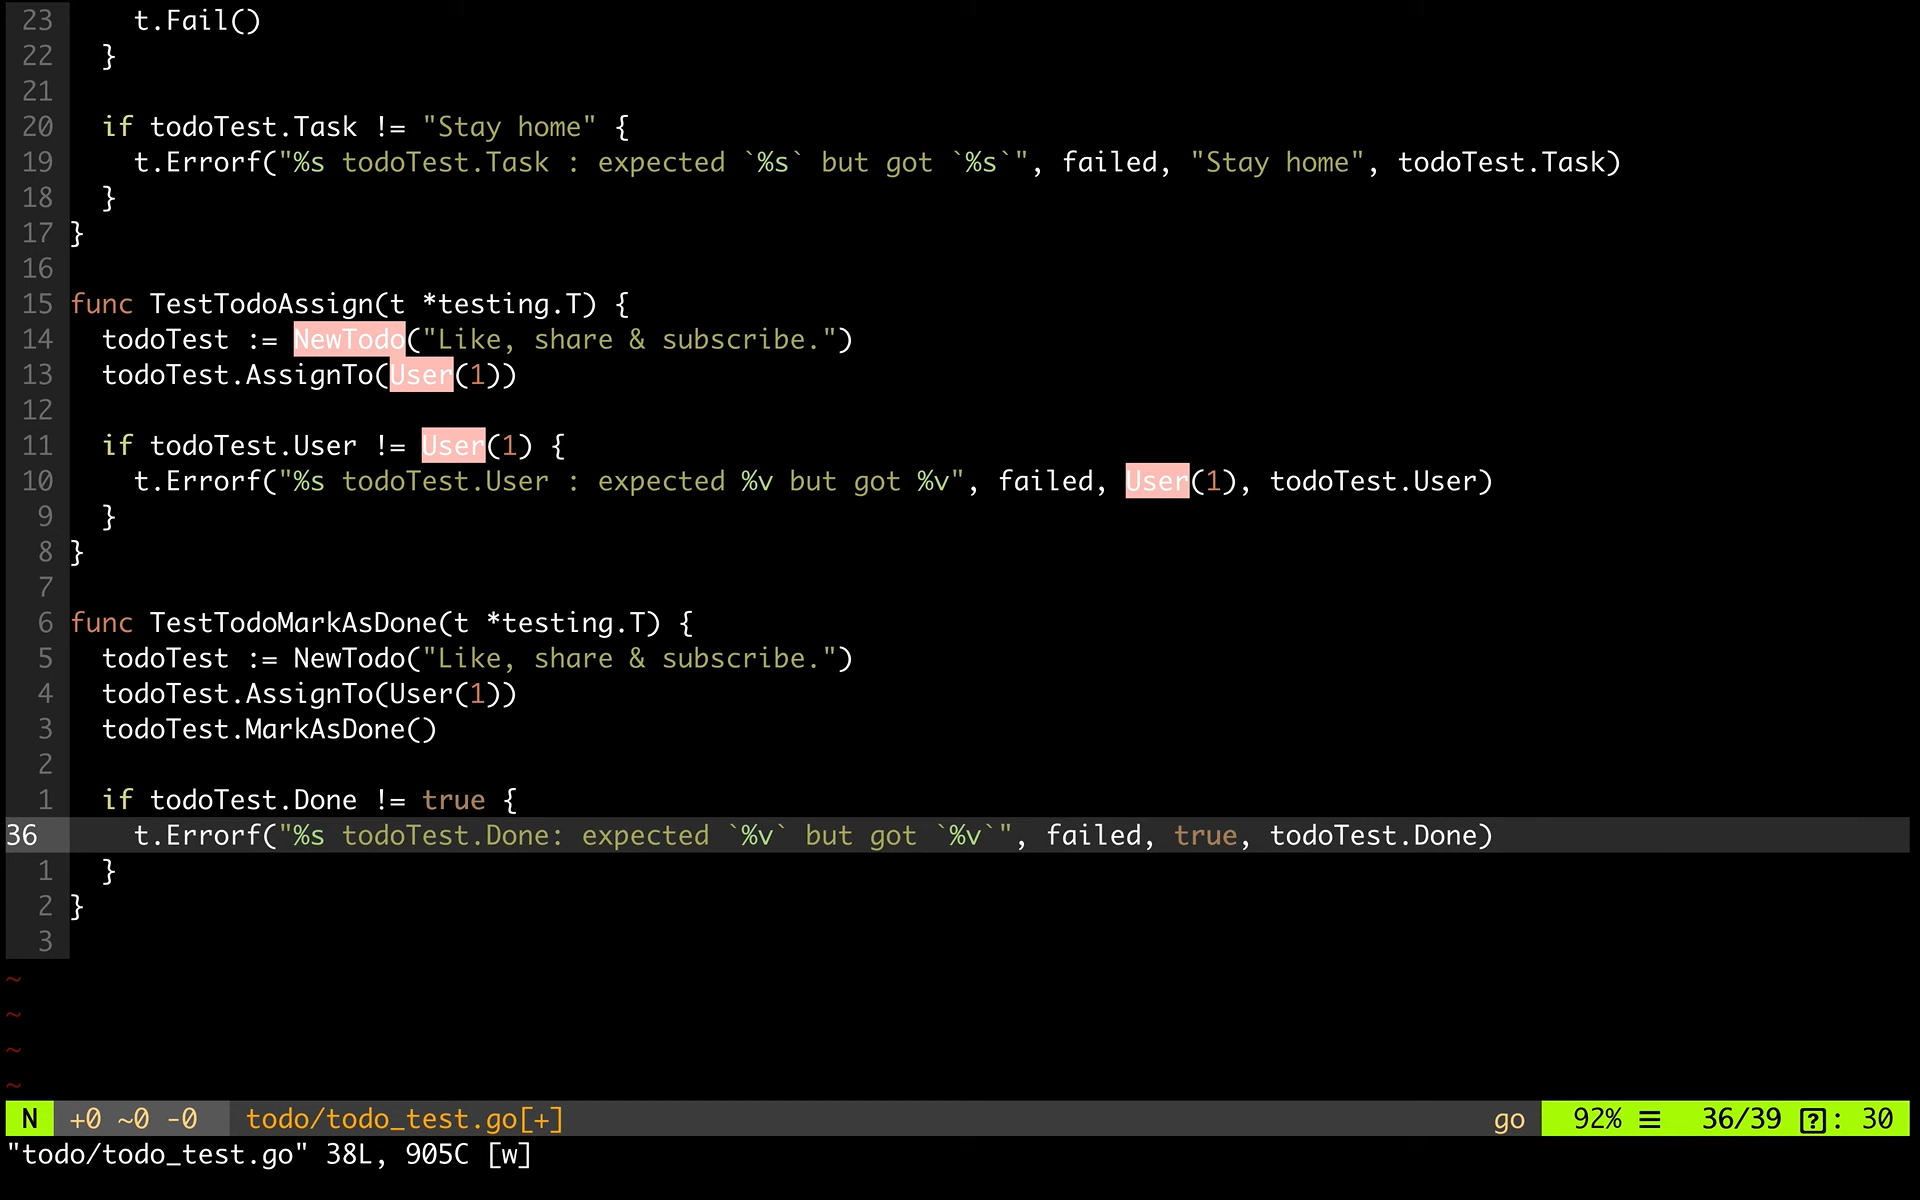 23     t.Fail()
22   }
21
20   if todoTest.Task != "Stay home" {
19     t.Errorf("%s todoTest.Task : expected `%s` but got `%s`", failed, "Stay home", todoTest.Task)
18   }
17 }
16
15 func TestTodoAssign(t *testing.T) {
14   todoTest := NewTodo("Like, share & subscribe.")
13   todoTest.AssignTo(User(1))
12
11   if todoTest.User != User(1) {
10     t.Errorf("%s todoTest.User : expected %v but got %v", failed, User(1), todoTest.User)
9   }
8 }
7
6 func TestTodoMarkAsDone(t *testing.T) {
5   todoTest := NewTodo("Like, share & subscribe.")
4   todoTest.AssignTo(User(1))
3   todoTest.MarkAsDone()
2
1   if todoTest.Done != true {
36     t.Errorf("%s todoTest.Done: expected `%v` but got `%v`", failed, true, todoTest.Done)
1   }
2 }
3
~
~
~
~
N +0 ~0 -0 todo/todo_test.go[+] go 92% ☰ 36/39 [?]: 30
"todo/todo_test.go" 38L, 905C [w]